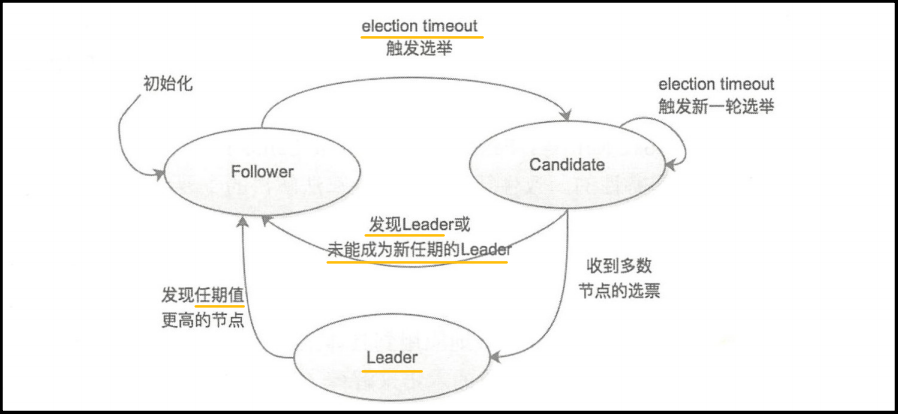 election timeout
触发选举
初始化
election timeout
触发新一轮选举
Follower
Candidate
发现Leader或
未能成为新任期的Leader
收到多数
节点的选票
发现任期值
更高的节点
Leader